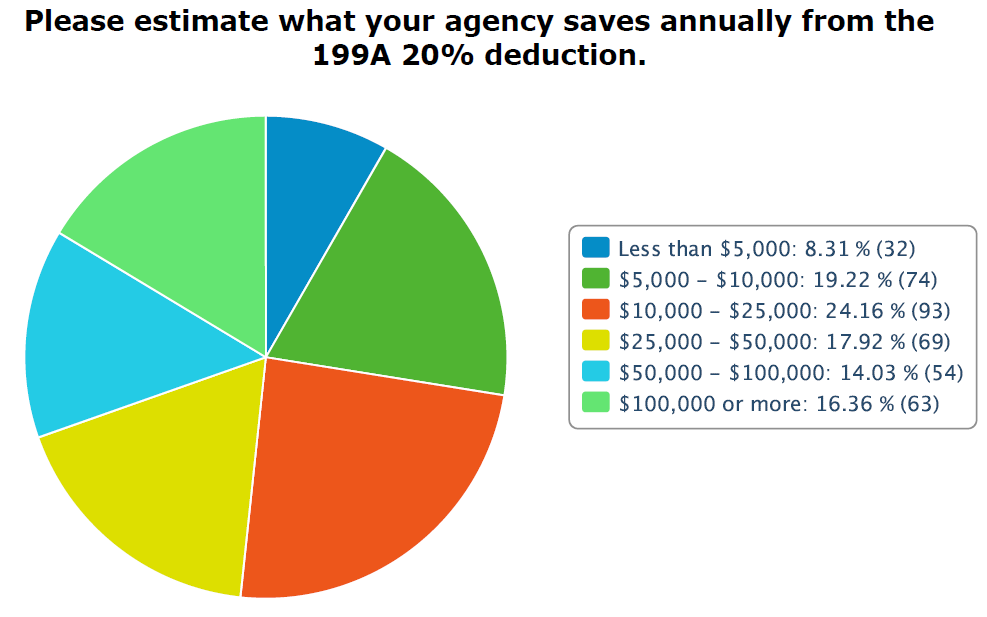 Please estimate what your agency saves annually from the
199A 20% deduction.
Less than $5,000: 8.31 % (32)
$5,000 – $10,000: 19.22 % (74)
$10,000 – $25,000: 24.16 % (93)
$25,000 – $50,000: 17.92 % (69)
$50,000 – $100,000: 14.03 % (54)
$100,000 or more: 16.36 % (63)